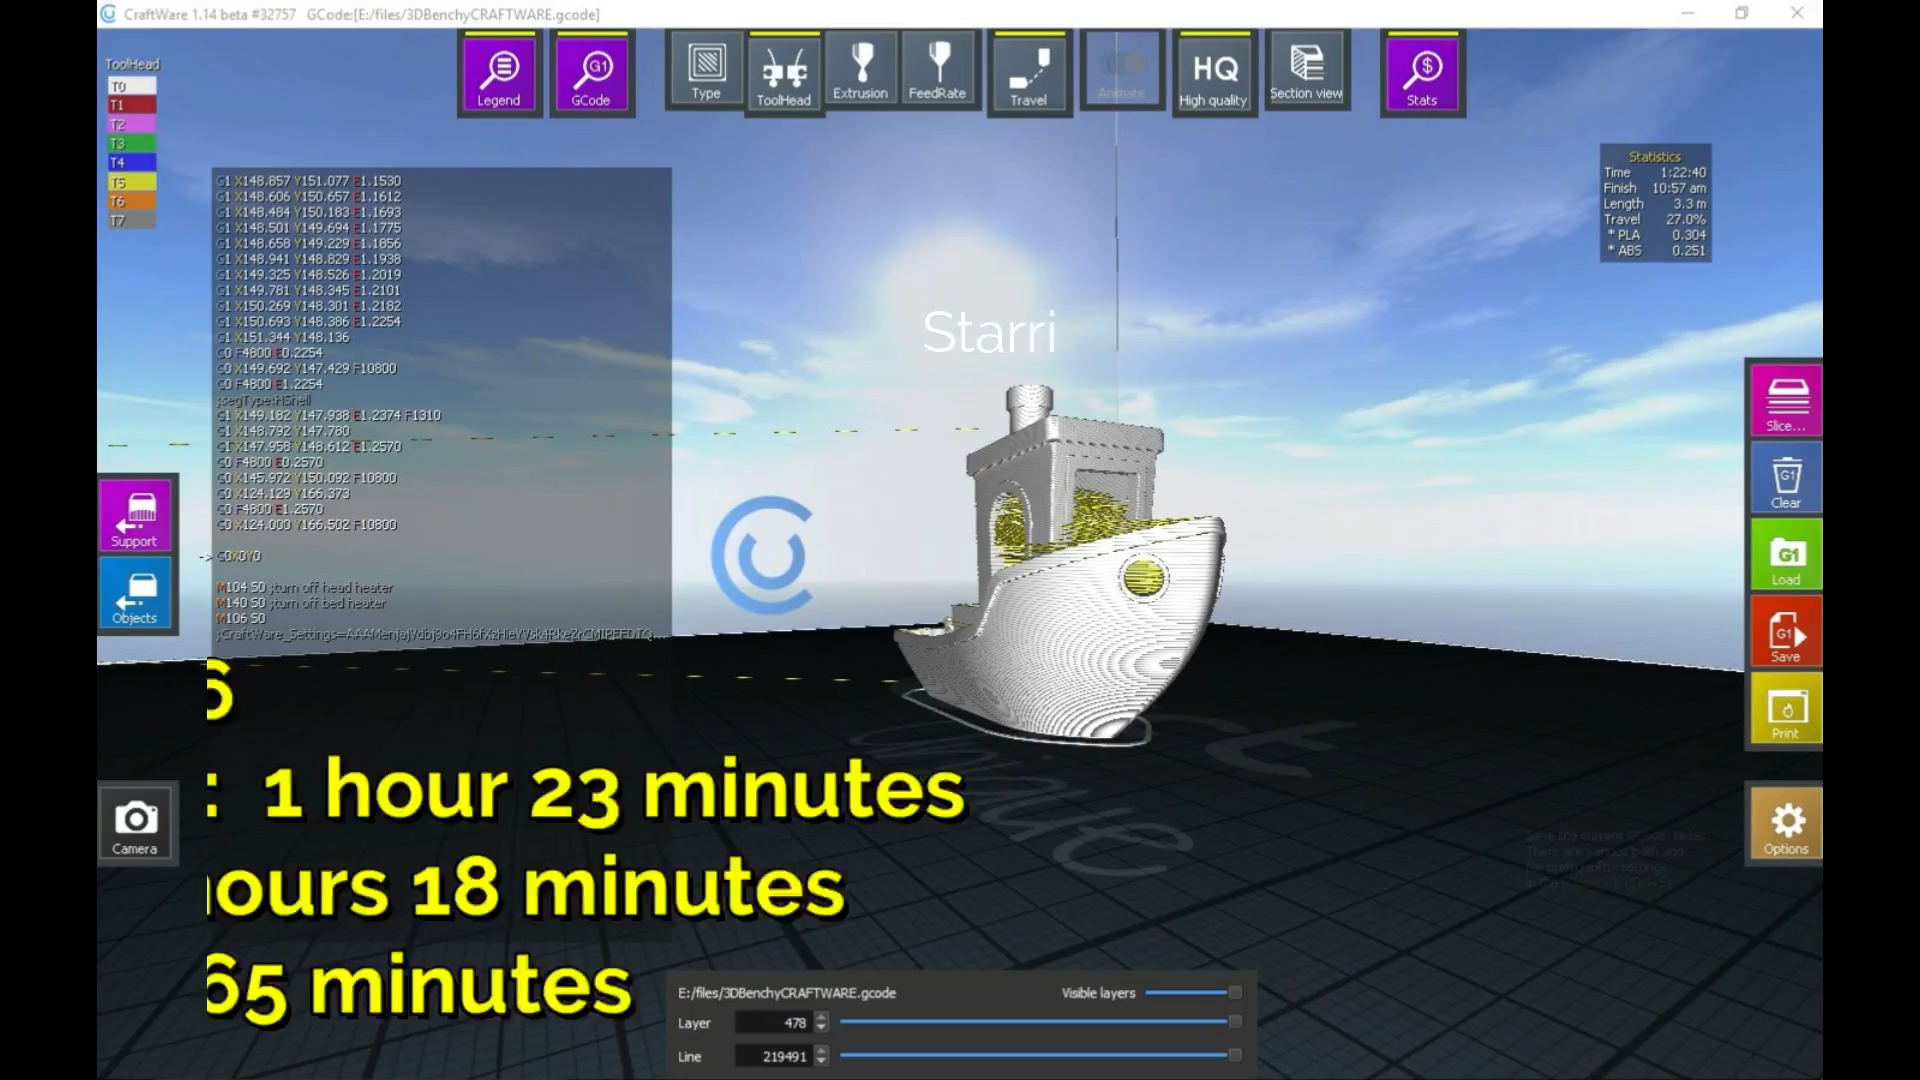 CraftWare 1.14 beta #32757 GCode:[E:/files/3DBenchyCRAFTWARE.gcode]
Legend
GCode
G1
Type
ToolHead
Extrusion
FeedRate
Travel
Animate
HQ
High quality
Section view
Stats
ToolHead
T0
T1
T2
T3
T4
T5
T6
T7
G1 X148.857 Y151.077 E1.1530
G1 X148.606 Y150.657 E1.1612
G1 X148.484 Y150.183 E1.1693
G1 X148.501 Y149.694 E1.1775
G1 X148.658 Y149.229 E1.1856
G1 X148.941 Y148.829 E1.1938
G1 X149.325 Y148.526 E1.2019
G1 X149.781 Y148.345 E1.2101
G1 X150.269 Y148.301 E1.2182
G1 X150.693 Y148.386 E1.2254
G1 X151.344 Y148.136
G0 F4800 E0.2254
G0 X149.692 Y147.429 F10800
G0 F4800 E1.2254
;segType:HShell
G1 X149.182 Y147.938 E1.2374 F1310
G1 X148.792 Y147.780
G1 X147.958 Y148.612 E1.2570
G0 F4800 E0.2570
G0 X145.972 Y150.092 F10800
G0 X124.129 Y166.373
G0 F4800 E1.2570
G0 X124.000 Y166.502 F10800
-> G0X0Y0
M104 S0 ;turn off head heater
M140 S0 ;turn off bed heater
M106 S0
Statistics
Time 1:22:40
Finish 10:57 am
Length 3.3 m
Travel 27.0%
* PLA 0.304
* ABS 0.251
Starri
Support
Objects
Camera
Slice...
G1
Clear
G1
Load
G1
Save
Print
Options
6
: 1 hour 23 minutes
ours 18 minutes
65 minutes
E:/files/3DBenchyCRAFTWARE.gcode
Visible layers
Layer 478
Line 219491